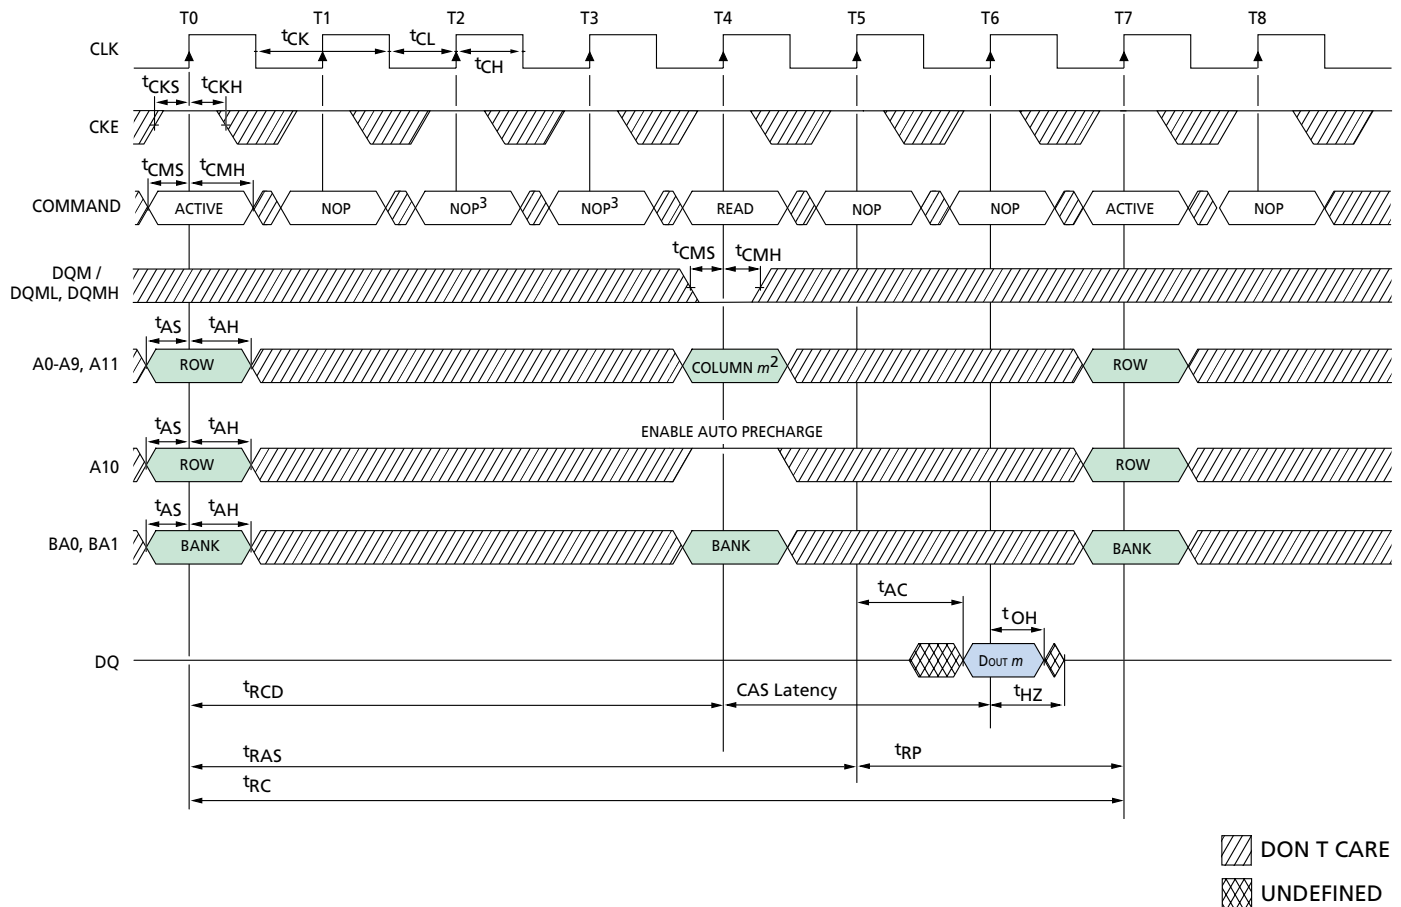 T0 T1 T2 T3 T4 T5 T6 T7 T8
CLK
tCK tCL
tCH
tCKS tCKH
CKE
tCMS tCMH
COMMAND ACTIVE NOP NOP3 NOP3 READ NOP NOP ACTIVE NOP
tCMS tCMH
DQM /
DQML, DQMH
tAS tAH
A0-A9, A11 ROW COLUMN m2 ROW
tAS tAH ENABLE AUTO PRECHARGE
A10 ROW ROW
tAS tAH
BA0, BA1 BANK BANK BANK
tAC
tOH
DQ DOUT m
tRCD CAS Latency tHZ
tRAS tRP
tRC
DON T CARE
UNDEFINED